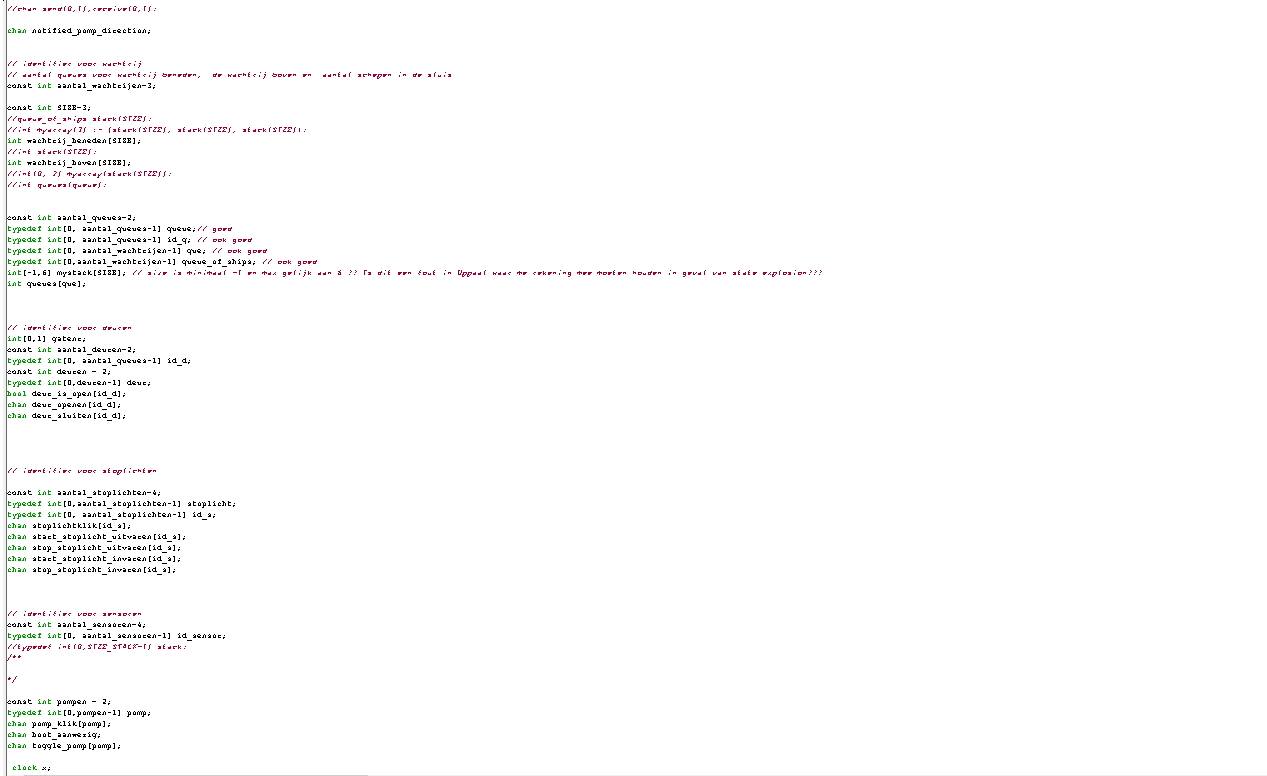 //chan send[0,1],receive[0,1];
chan notified_pomp_direction;
// identifier voor wachtrij
// aantal queues voor wachtrij beneden, de wachtrij boven en aantal schepen in de sluis
const int aantal_wachtrijen=3;
const int SIZE=3;
//queue_of_ships stack[SIZE];
//int myarray[3] := {stack[SIZE], stack[SIZE], stack[SIZE]};
int wachtrij_beneden[SIZE];
//int stack[SIZE];
int wachtrij_boven[SIZE];
//int[0, 2] myarray[stack[SIZE]];
//int queues[queue];
const int aantal_queues=2;
typedef int[0, aantal_queues-1] queue;// goed
typedef int[0, aantal_queues-1] id_q; // ook goed
typedef int[0, aantal_wachtrijen-1] que; // ook goed
typedef int[0,aantal_wachtrijen-1] queue_of_ships; // ook goed
int[-1,6] mystack[SIZE]; // size is minimaal -1 en max gelijk aan 6 ?? Is dit een fout in Uppaal waar we rekening mee moeten houden in geval van state explosion???
int queues[que];
// identifier voor deuren
int[0,1] gatenr;
const int aantal_deuren=2;
typedef int[0, aantal_queues-1] id_d;
const int deuren = 2;
typedef int[0,deuren-1] deur;
bool deur_is_open[id_d];
chan deur_openen[id_d];
chan deur_sluiten[id_d];
// identifier voor stoplichten
const int aantal_stoplichten=4;
typedef int[0,aantal_stoplichten-1] stoplicht;
typedef int[0, aantal_stoplichten-1] id_s;
chan stoplichtklik[id_s];
chan start_stoplicht_uitvaren[id_s];
chan stop_stoplicht_uitvaren[id_s];
chan start_stoplicht_invaren[id_s];
chan stop_stoplicht_invaren[id_s];
// identifier voor sensoren
const int aantal_sensoren=4;
typedef int[0, aantal_sensoren-1] id_sensor;
//typedef int[0,SIZE_STACK-1] stack;
/**
*/
const int pompen = 2;
typedef int[0,pompen-1] pomp;
chan pomp_klik[pomp];
chan boot_aanwezig;
chan toggle_pomp[pomp];
clock x;